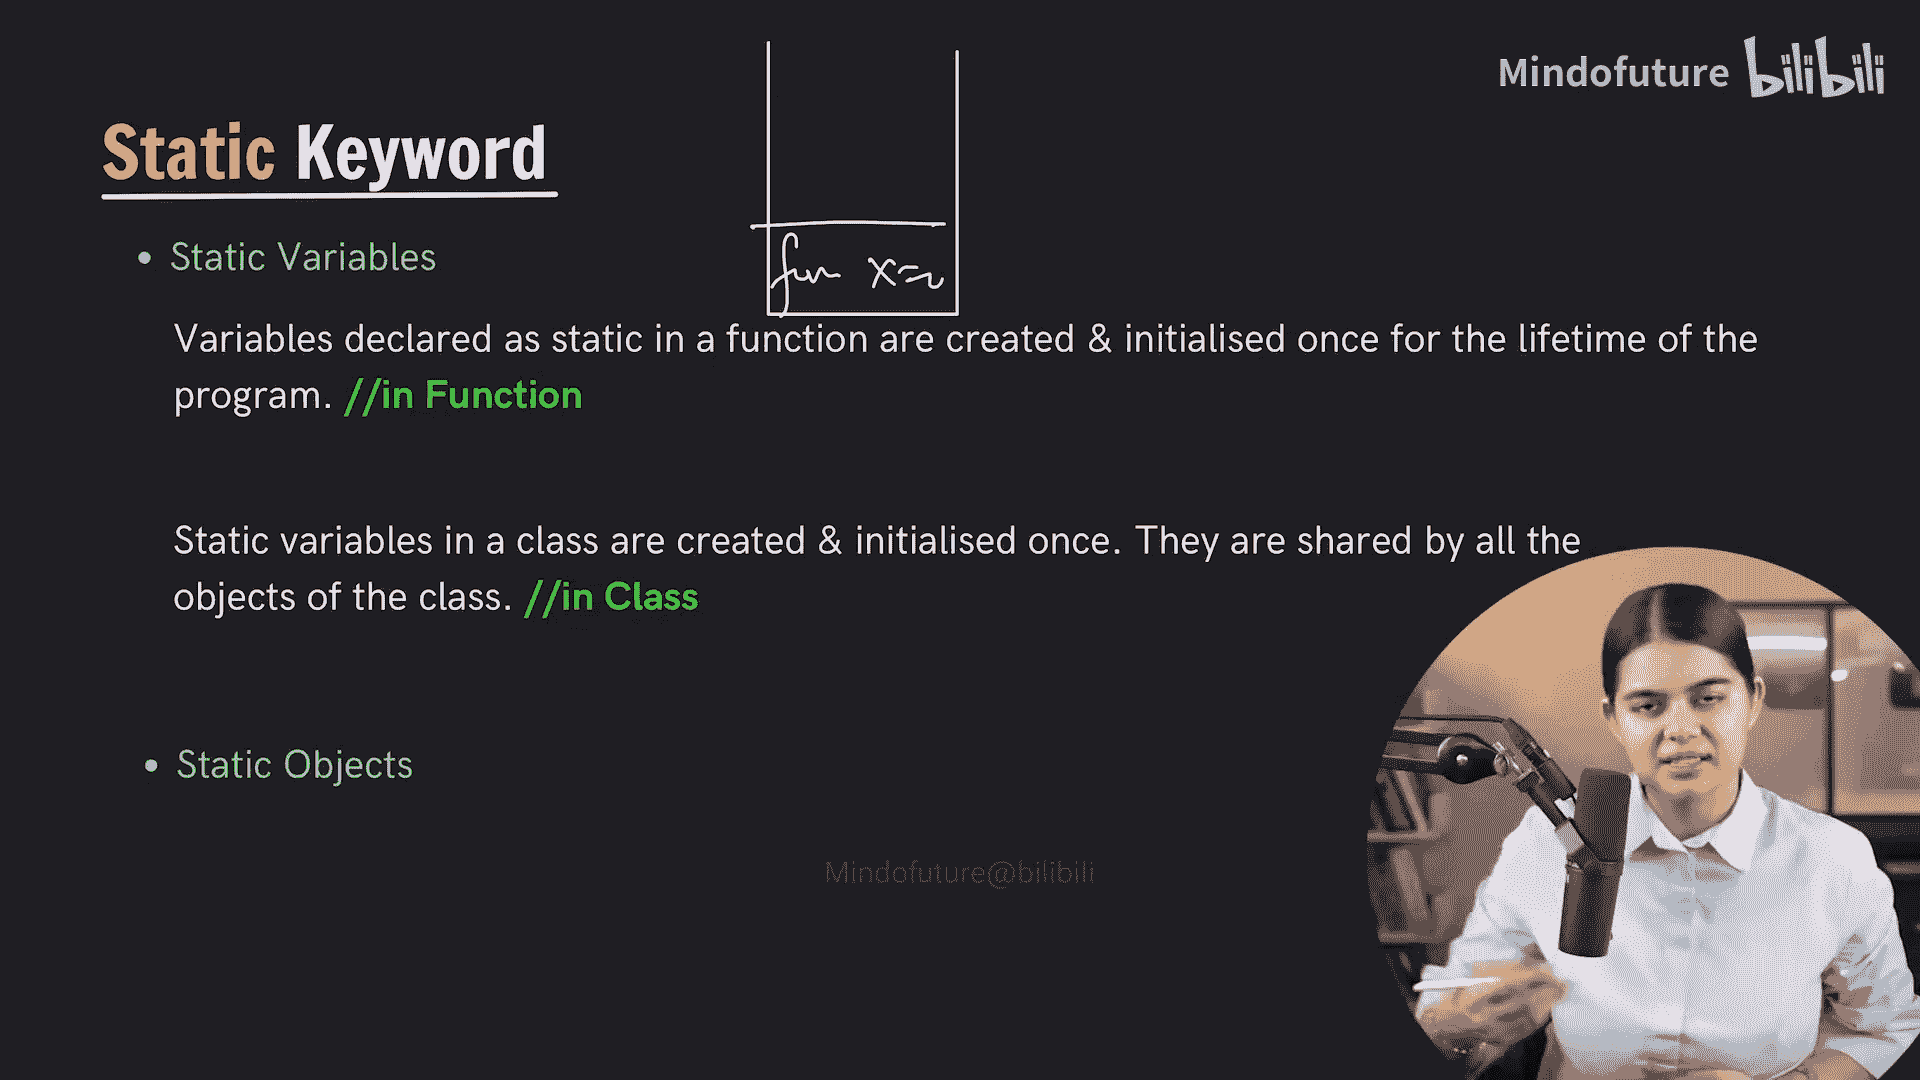 Mindofuture bilibili
Static Keyword
• Static Variables
fun x=
Variables declared as static in a function are created & initialised once for the lifetime of the
program. //in Function
Static variables in a class are created & initialised once. They are shared by all the
objects of the class. //in Class
• Static Objects
Mindofuture@bilibili